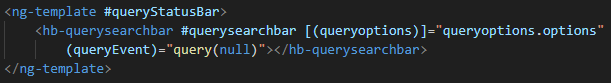 <ng-template #queryStatusBar>
<hb-querysearchbar #querysearchbar [(queryoptions)]="queryoptions.options"
(queryEvent)="query(null)"></hb-querysearchbar>
</ng-template>